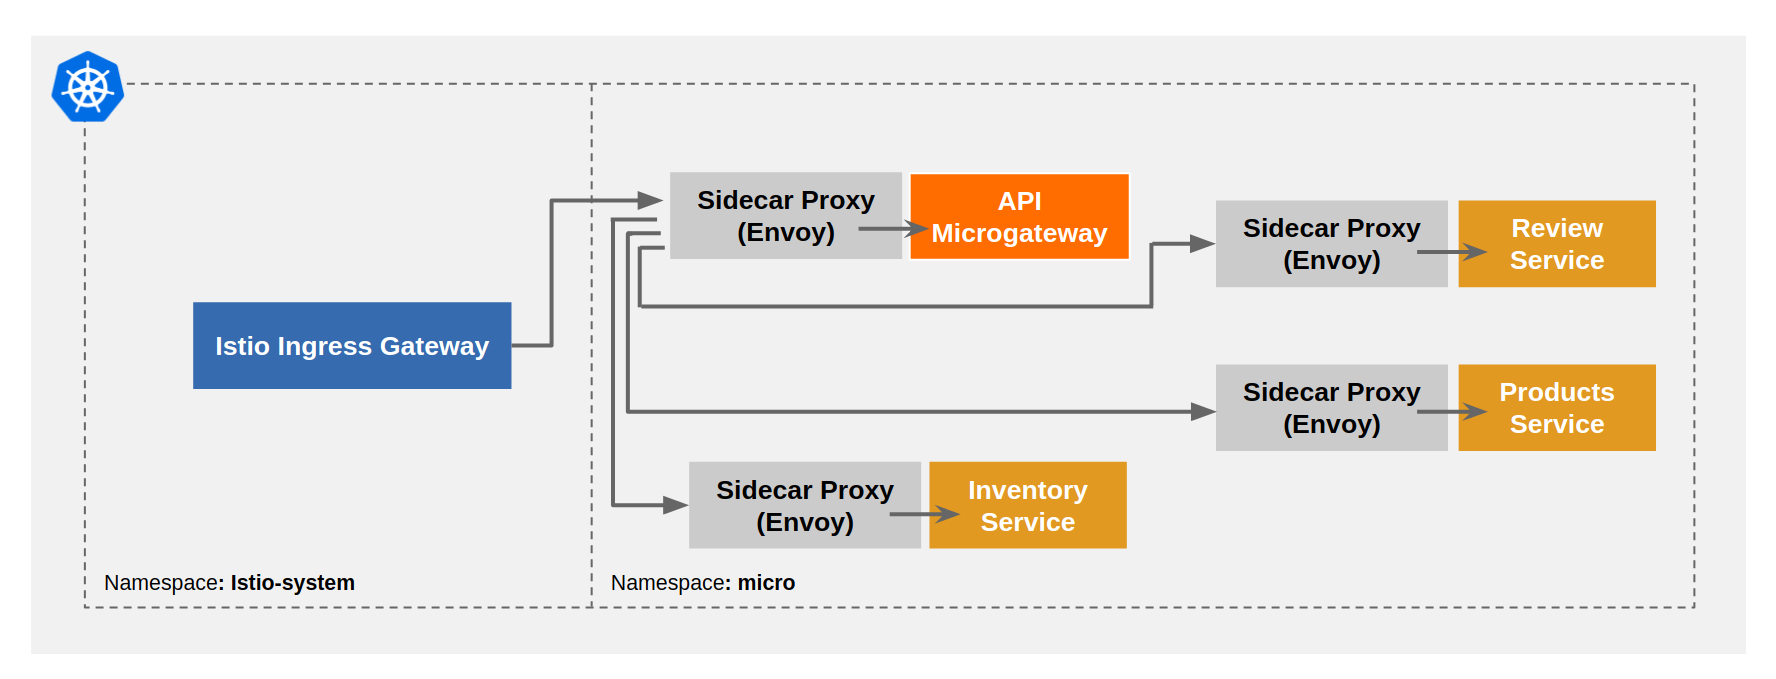 Sidecar Proxy
(Envoy)
API
Microgateway
Sidecar Proxy
(Envoy)
Review
Service
Istio Ingress Gateway
Sidecar Proxy
(Envoy)
Products
Service
Sidecar Proxy
(Envoy)
Inventory
Service
Namespace: Istio-system
Namespace: micro